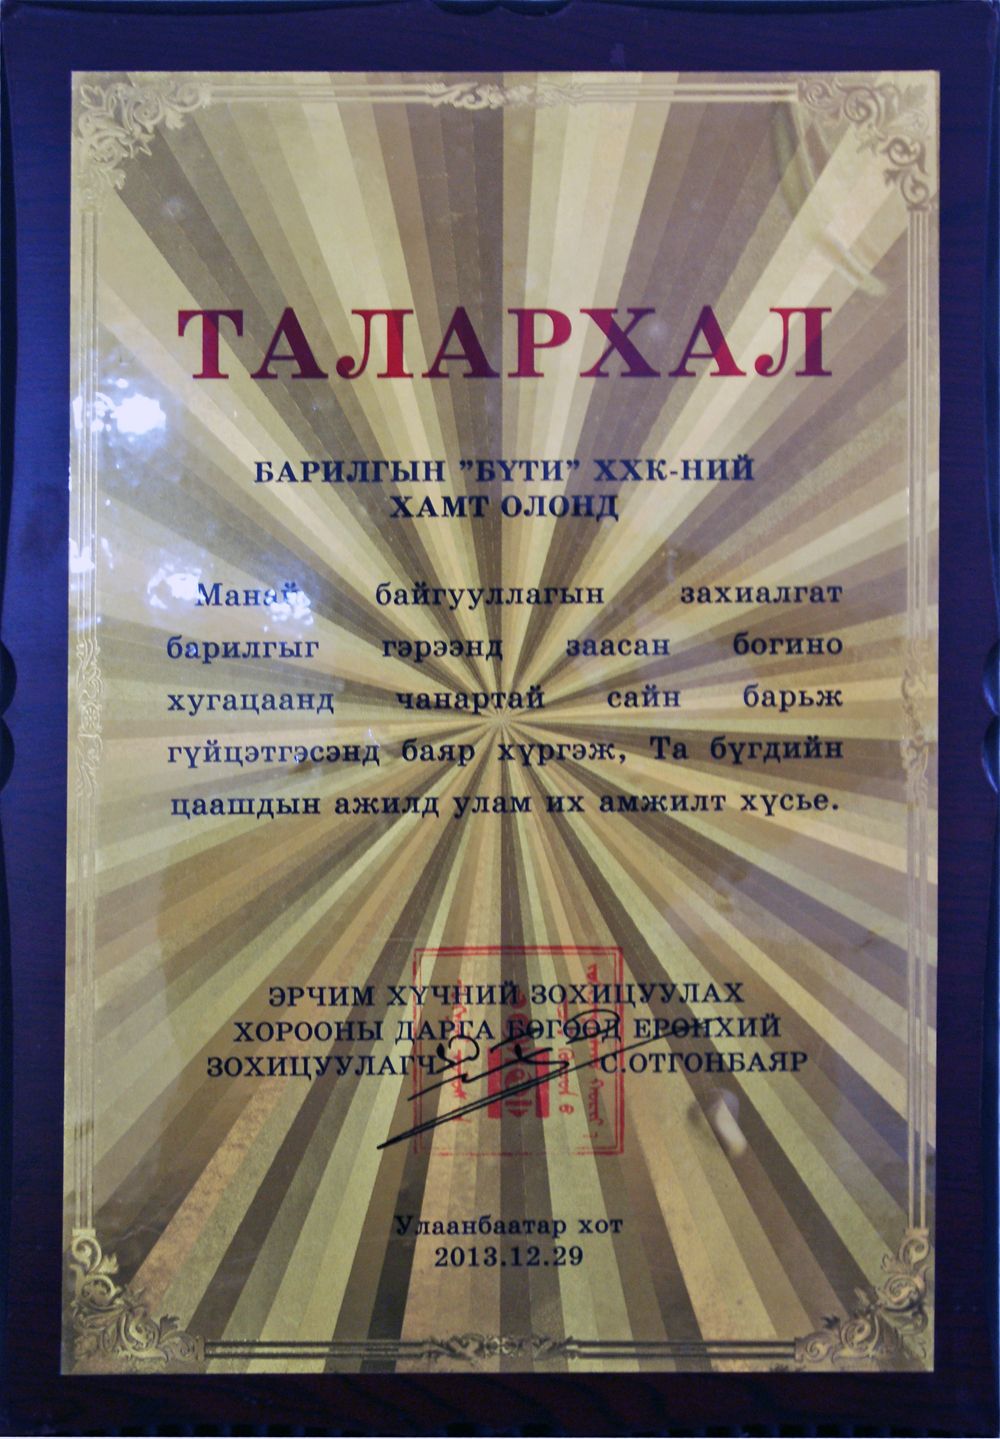 ТАЛАРХАЛ
БАРИЛГЫН "БҮТИ" ХХК-НИЙ
ХАМТ ОЛОНД
Манай байгууллагын захиалгат
барилгыг гэрээнд заасан богино
хугацаанд чанартай сайн барьж
гүйцэтгэсэнд баяр хүргэж, Та бүгдийн
цаашдын ажилд улам их амжилт хүсье.
ЭРЧИМ ХҮЧНИЙ ЗОХИЦУУЛАХ
ХОРООНЫ ДАРГА БӨГӨӨД ЕРӨНХИЙ
ЗОХИЦУУЛАГЧ С.ОТГОНБАЯР
Улаанбаатар хот
2013.12.29